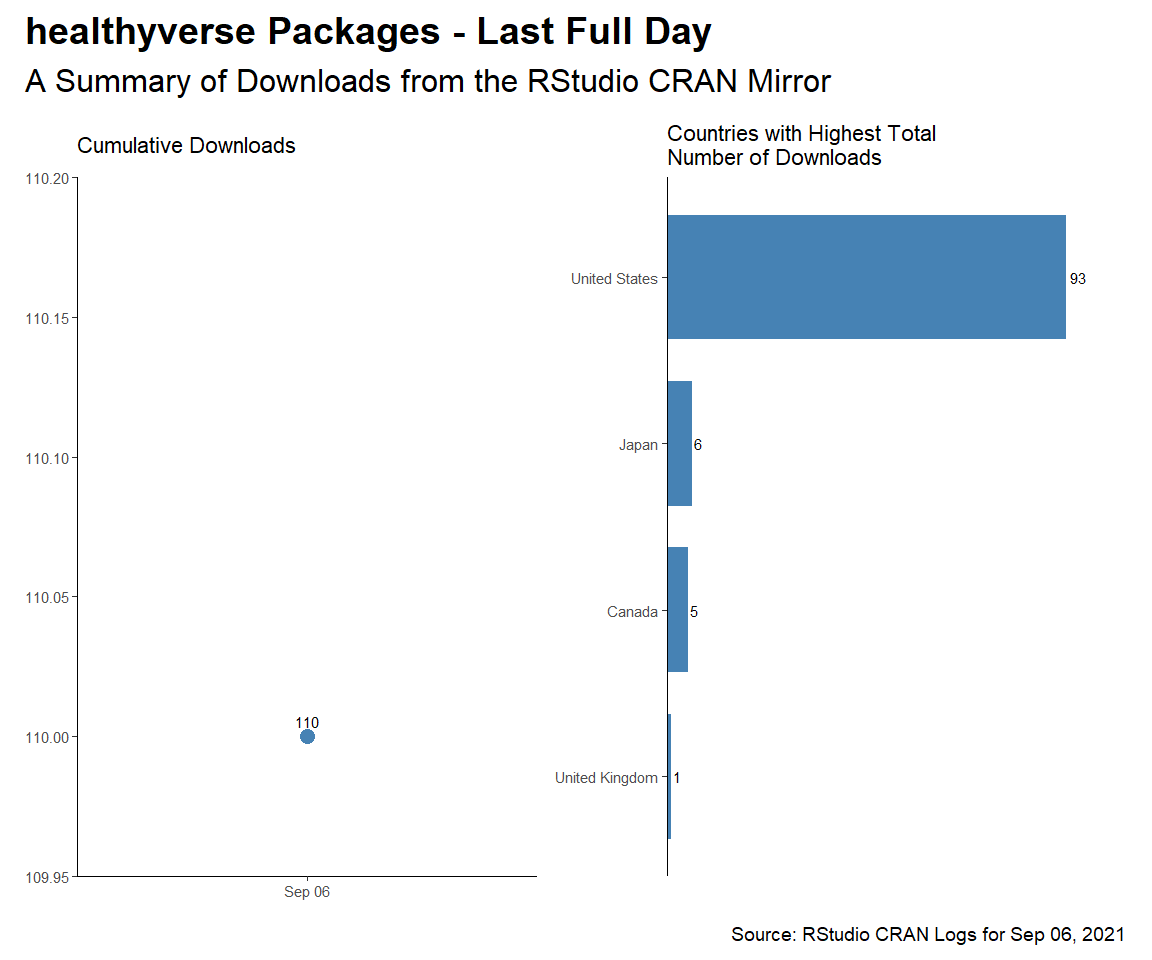 healthyverse Packages - Last Full Day
A Summary of Downloads from the RStudio CRAN Mirror
Cumulative Downloads
110.20
110.15
110.10
110.05
110.00
109.95
110
Sep 06
Countries with Highest Total
Number of Downloads
United States
93
Japan
6
Canada
5
United Kingdom
1
Source: RStudio CRAN Logs for Sep 06, 2021